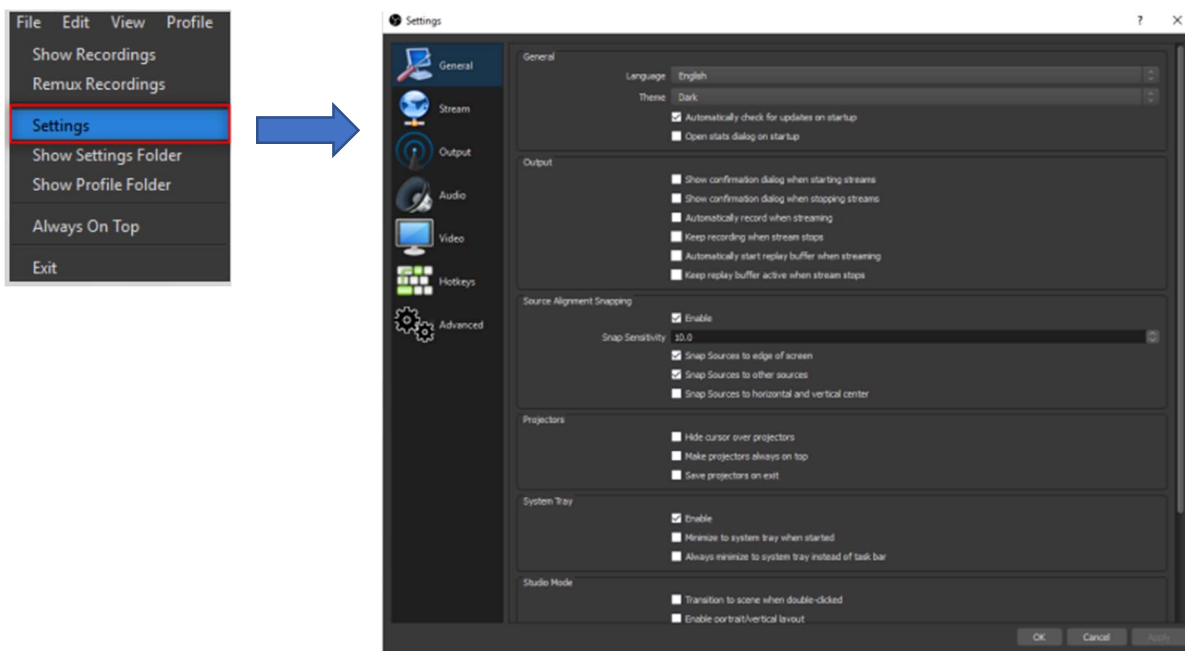 File Edit View Profile
Show Recordings
Remux Recordings
Settings
Show Settings Folder
Show Profile Folder
Always On Top
Exit
Settings
? X
General
Stream
Output
Audio
Video
Hotkeys
Advanced
General
Language English
Theme Dark
Automatically check for updates on startup
Open stats dialog on startup
Output
Show confirmation dialog when starting streams
Show confirmation dialog when stopping streams
Automatically record when streaming
Keep recording when stream stops
Automatically start replay buffer when streaming
Keep replay buffer active when stream stops
Source Alignment Snapping
Enable
Snap Sensitivity 10.0
Snap Sources to edge of screen
Snap Sources to other sources
Snap Sources to horizontal and vertical center
Projectors
Hide cursor over projectors
Make projectors always on top
Save projectors on exit
System Tray
Enable
Minimize to system tray when started
Always minimize to system tray instead of task bar
Studio Mode
Transition to scene when double-clicked
Enable portrait/vertical layout
OK Cancel Apply